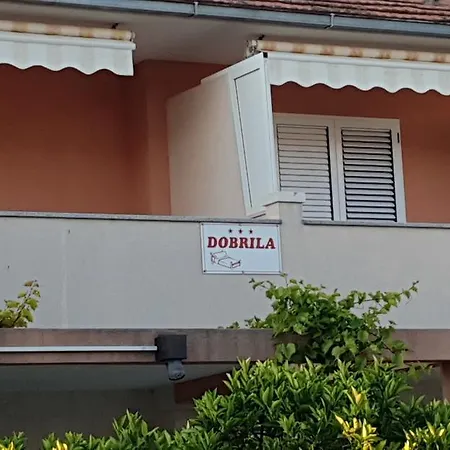 ★ ★ ★
DOBRILA